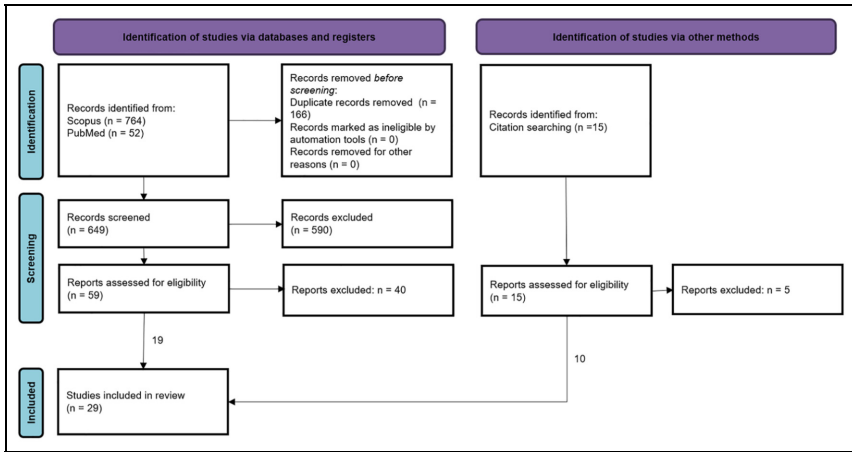 Identification of studies via databases and registers
Identification of studies via other methods
Identification
Records identified from:
Scopus (n = 764)
PubMed (n = 52)
Records removed before
screening:
Duplicate records removed (n =
166)
Records marked as ineligible by
automation tools (n = 0)
Records removed for other
reasons (n = 0)
Records identified from:
Citation searching (n =15)
Screening
Records screened
(n = 649)
Records excluded
(n = 590)
Reports assessed for eligibility
(n = 59)
Reports excluded: n = 40
Reports assessed for eligibility
(n = 15)
Reports excluded: n = 5
19
10
Included
Studies included in review
(n = 29)